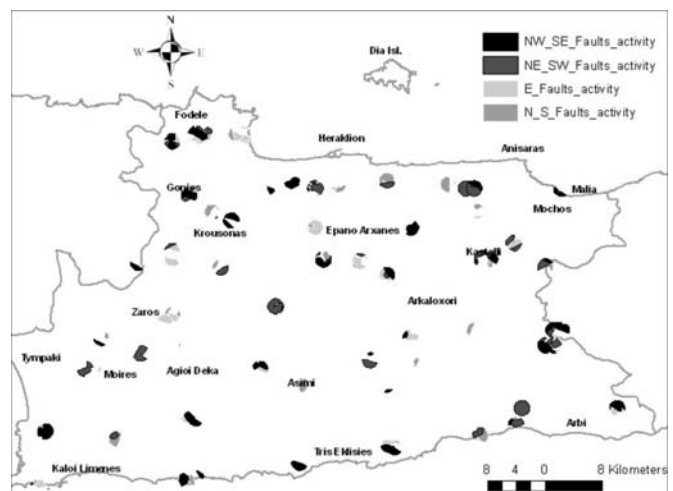 N
W E
S
Dia Isl.
NW_SE_Faults_activity
NE_SW_Faults_activity
E_Faults_activity
N_S_Faults_activity
Fodele
Heraklion
Anisaras
Gonies
Malia
Mochos
Krousonas
Epano Arxanes
Kastelli
Zaros
Arkaloxori
Tympaki
Moires
Agioi Deka
Asimi
Arbi
Tris Eklisies
Kaloi Limenes
8 4 0 8 Kilometers